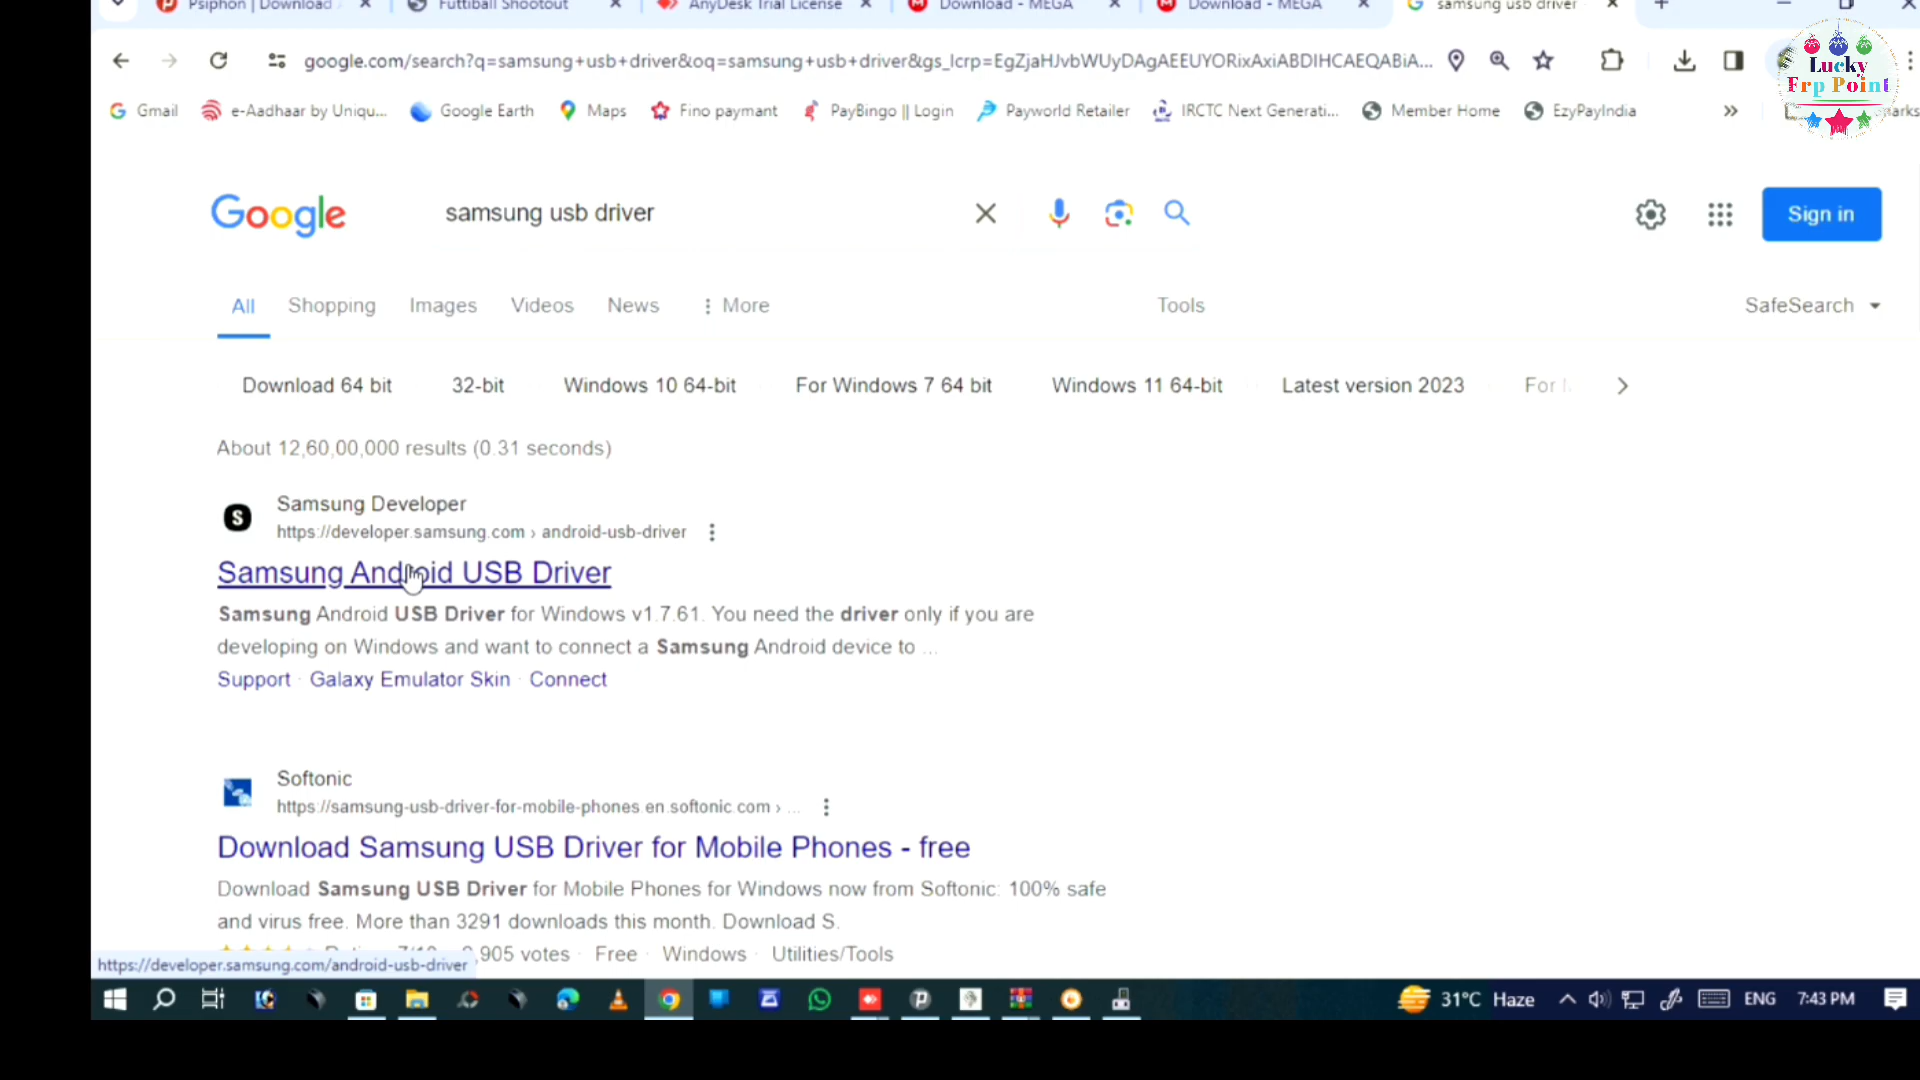 Psiphon | Download
Futtiball Shootout
AnyDesk Trial License
Download - MEGA
Download - MEGA
samsung usb driver
google.com/search?q=samsung+usb+driver&oq=samsung+usb+driver&gs_lcrp=EgZjaHJvbWUyDAgAEEUYORixAxiABDIHCAEQABiA...
Lucky
Frp Point
Gmail
e-Aadhaar by Uniqu...
Google Earth
Maps
Fino paymant
PayBingo || Login
Payworld Retailer
IRCTC Next Generati...
Member Home
EzyPayIndia
»
Google
samsung usb driver
Sign in
All
Shopping
Images
Videos
News
More
Tools
SafeSearch
Download 64 bit
32-bit
Windows 10 64-bit
For Windows 7 64 bit
Windows 11 64-bit
Latest version 2023
For
About 12,60,00,000 results (0.31 seconds)
Samsung Developer
https://developer.samsung.com › android-usb-driver
Samsung Android USB Driver
Samsung Android USB Driver for Windows v1.7.61. You need the driver only if you are
developing on Windows and want to connect a Samsung Android device to ...
Support · Galaxy Emulator Skin · Connect
Softonic
https://samsung-usb-driver-for-mobile-phones.en.softonic.com › ...
Download Samsung USB Driver for Mobile Phones - free
Download Samsung USB Driver for Mobile Phones for Windows now from Softonic: 100% safe
and virus free. More than 3291 downloads this month. Download S.
,905 votes · Free · Windows · Utilities/Tools
https://developer.samsung.com/android-usb-driver
31°C Haze
ENG
7:43 PM